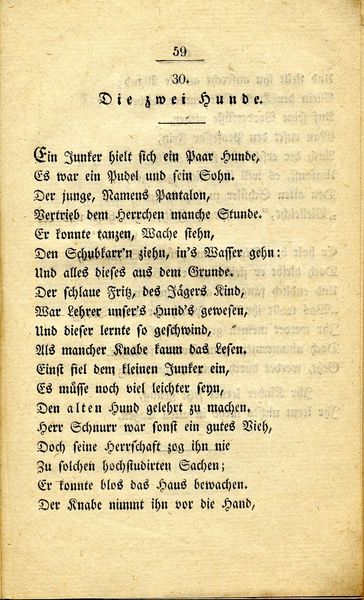 59
30.
Die zwei Hunde.
Ein Junker hielt sich ein Paar Hunde,
Es war ein Pudel und sein Sohn.
Der junge, Namens Pantalon,
Vertrieb dem Herrchen manche Stunde.
Er konnte tanzen, Wache stehn,
Den Schubkarr'n ziehn, in's Wasser gehn:
Und alles dieses aus dem Grunde.
Der schlaue Fritz, des Jägers Kind,
War Lehrer unser's Hund's gewesen,
Und dieser lernte so geschwind,
Als mancher Knabe kaum das Lesen.
Einst fiel dem kleinen Junker ein,
Es müsse noch viel leichter seyn,
Den alten Hund gelehrt zu machen.
Herr Schnurr war sonst ein gutes Vieh,
Doch seine Herrschaft zog ihn nie
Zu solchen hochstudirten Sachen;
Er konnte blos das Haus bewachen.
Der Knabe nimmt ihn vor die Hand,